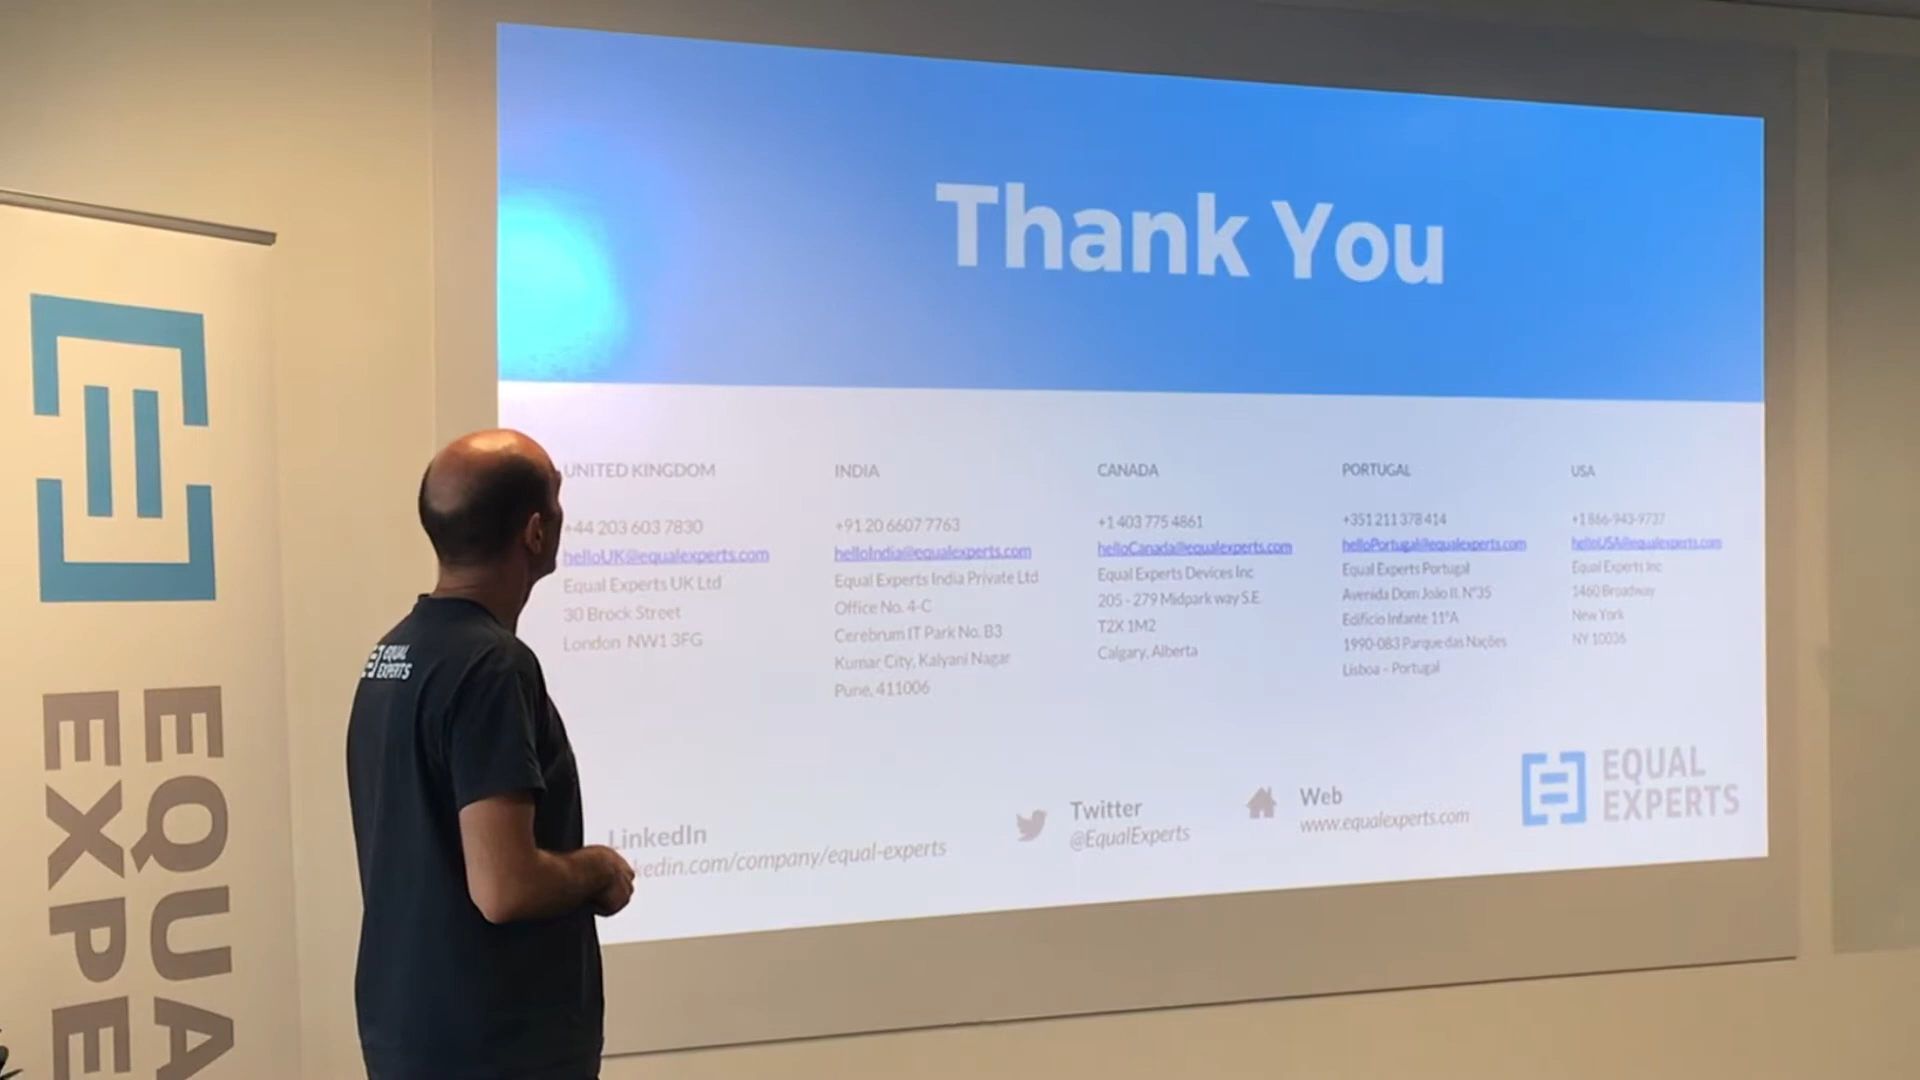 Thank You
UNITED KINGDOM
+44 203 603 7830
helloUK@equalexperts.com
Equal Experts UK Ltd
30 Brock Street
London NW1 3FG
INDIA
+91 20 6607 7763
helloIndia@equalexperts.com
Equal Experts India Private Ltd
Office No. 4-C
Cerebrum IT Park No. B3
Kumar City, Kalyani Nagar
Pune, 411006
CANADA
+1 403 775 4861
helloCanada@equalexperts.com
Equal Experts Devices Inc
205 - 279 Midpark way S.E.
T2X 1M2
Calgary, Alberta
PORTUGAL
+351 211 378 414
helloPortugal@equalexperts.com
Equal Experts Portugal
Avenida Dom João II, Nº35
Edificio Infante 11ºA
1990-083 Parque das Nações
Lisboa – Portugal
USA
+1 866-943-9737
helloUSA@equalexperts.com
Equal Experts Inc
1460 Broadway
New York
NY 10036
LinkedIn
kedin.com/company/equal-experts
Twitter
@EqualExperts
Web
www.equalexperts.com
EQUAL
EXPERTS
EQUAL
EXPERTS
EQUA
EXPE